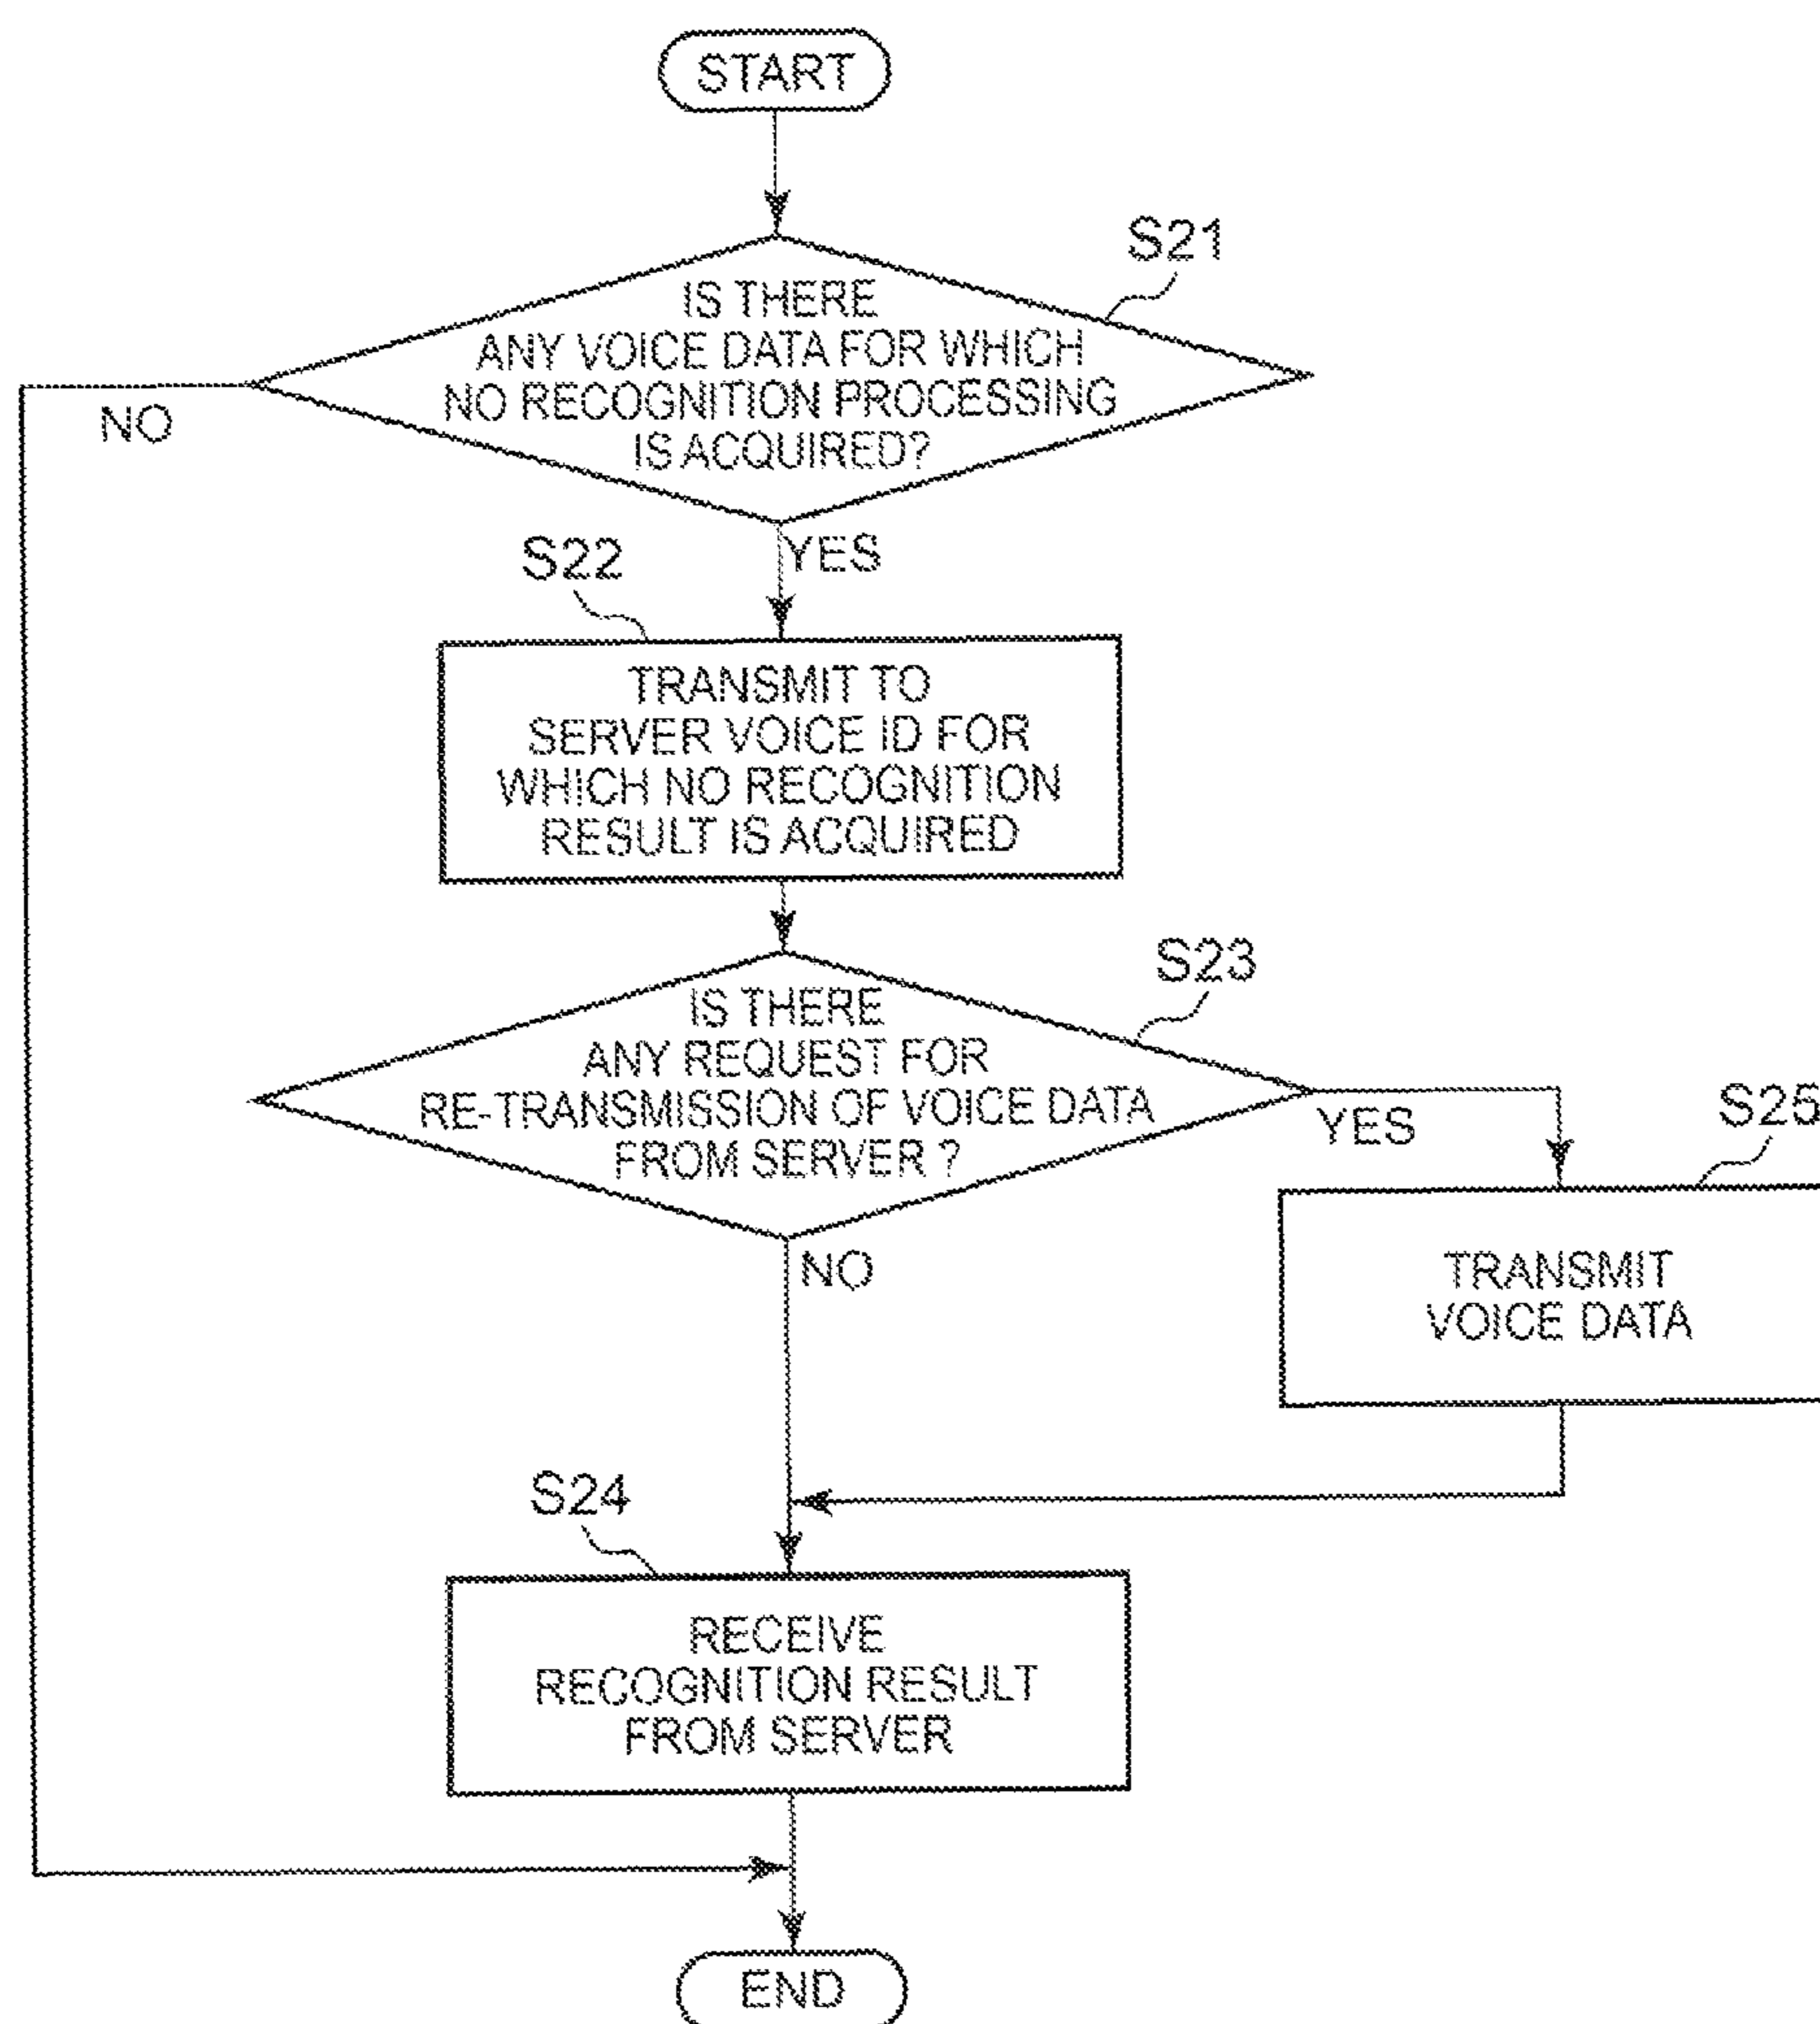 START
S21
IS THERE
ANY VOICE DATA FOR WHICH
NO RECOGNITION PROCESSING
IS ACQUIRED?
NO
YES
S22
TRANSMIT TO
SERVER VOICE ID FOR
WHICH NO RECOGNITION
RESULT IS ACQUIRED
S23
IS THERE
ANY REQUEST FOR
RE-TRANSMISSION OF VOICE DATA
FROM SERVER ?
YES
S25
NO
TRANSMIT
VOICE DATA
S24
RECEIVE
RECOGNITION RESULT
FROM SERVER
END